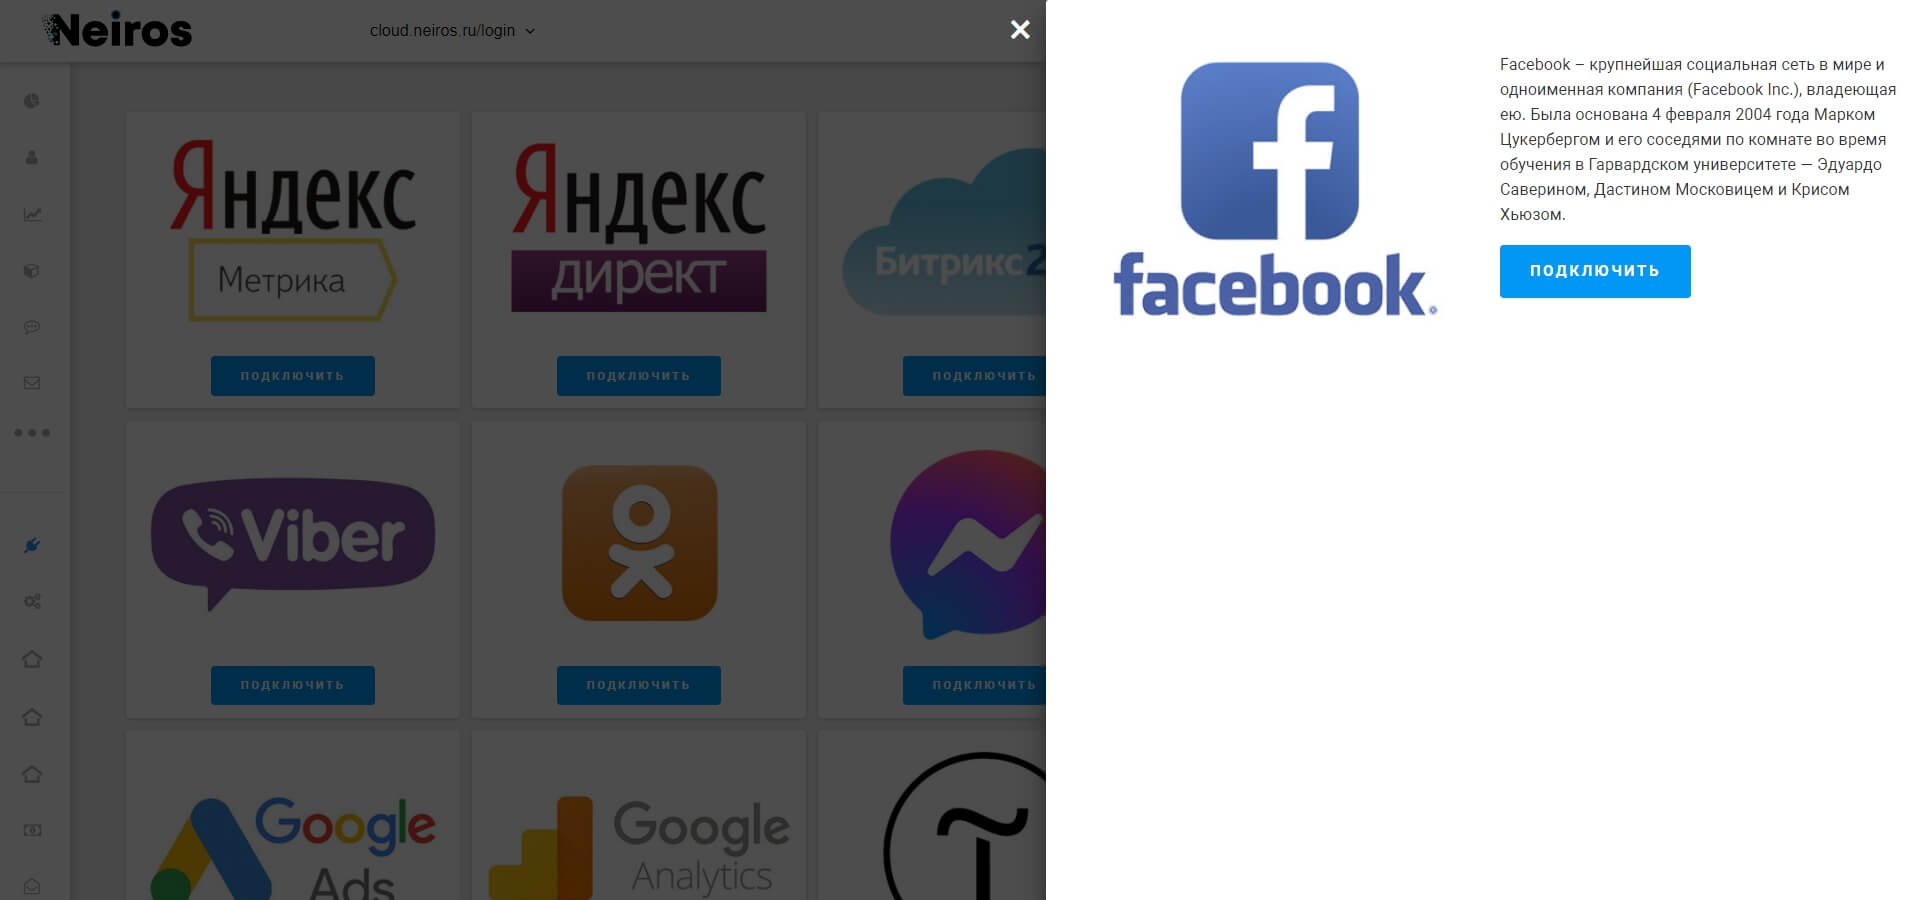 Neiros
cloud.neiros.ru/login
Яндекс
Метрика
ПОДКЛЮЧИТЬ
Яндекс
директ
ПОДКЛЮЧИТЬ
Битрикс2
ПОДКЛЮЧИТЬ
Viber
ПОДКЛЮЧИТЬ
ПОДКЛЮЧИТЬ
ПОДКЛЮЧИТЬ
Google
Ads
Google
Analytics
facebook.
Facebook – крупнейшая социальная сеть в мире и
одноименная компания (Facebook Inc.), владеющая
ею. Была основана 4 февраля 2004 года Марком
Цукербергом и его соседями по комнате во время
обучения в Гарвардском университете — Эдуардо
Саверином, Дастином Московицем и Крисом
Хьюзом.
ПОДКЛЮЧИТЬ